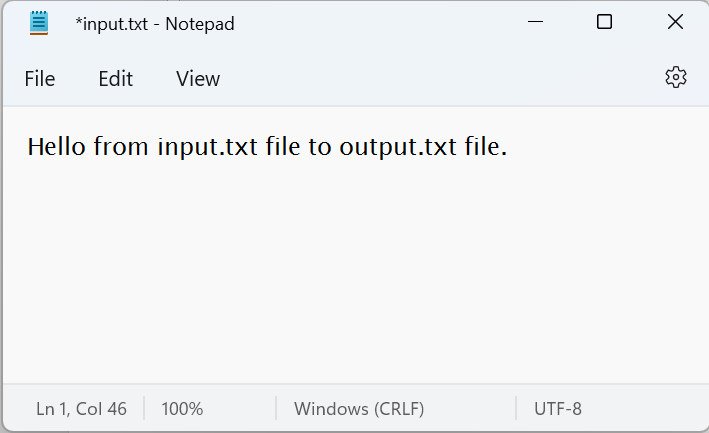 *input.txt - Notepad
File Edit View
Hello from input.txt file to output.txt file.
Ln 1, Col 46 100% Windows (CRLF) UTF-8